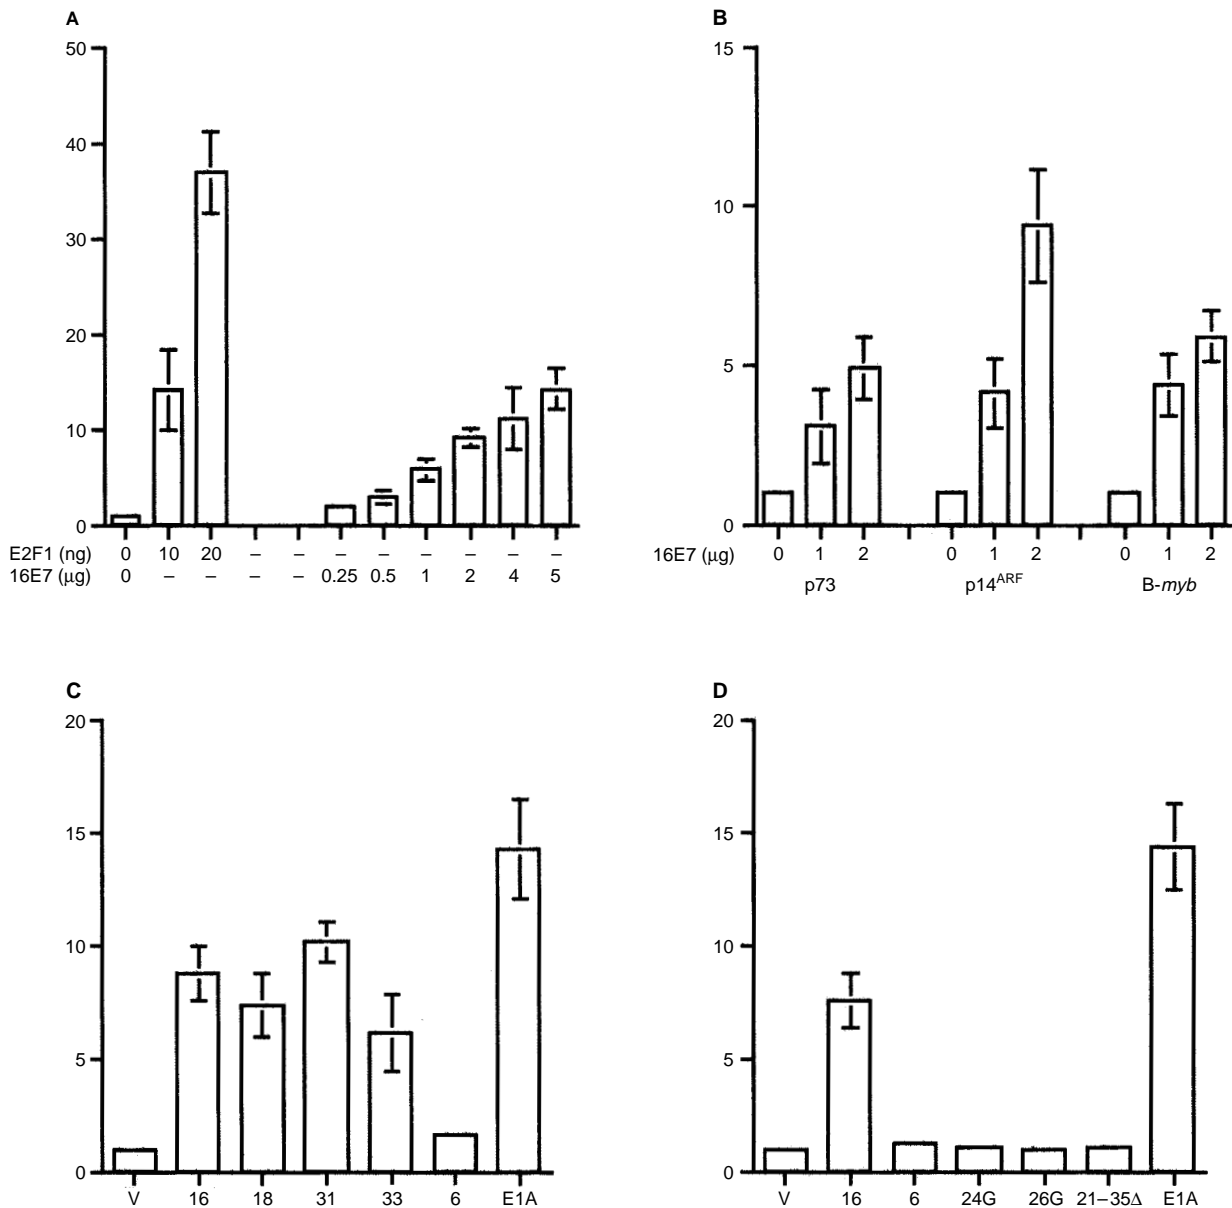 A
50
40
30
20
10
0
E2F1 (ng) 0 10 20 – – – – – – – –
16E7 (μg) 0 – – – – 0.25 0.5 1 2 4 5
B
15
10
5
0
16E7 (μg) 0 1 2 0 1 2 0 1 2
p73 p14ARF B-myb
C
20
15
10
5
0
V 16 18 31 33 6 E1A
D
20
15
10
5
0
V 16 6 24G 26G 21–35Δ E1A